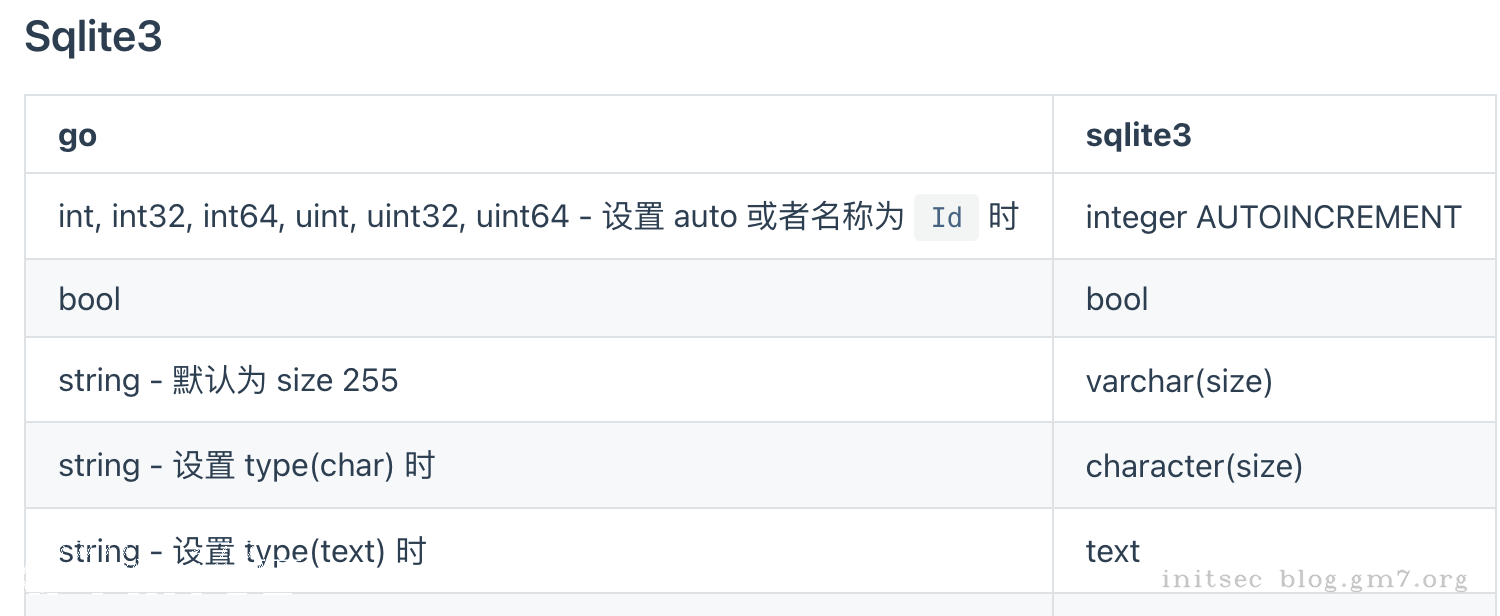 Sqlite3
go sqlite3
int, int32, int64, uint, uint32, uint64 - 设置 auto 或者名称为 Id 时 integer AUTOINCREMENT
bool bool
string - 默认为 size 255 varchar(size)
string - 设置 type(char) 时 character(size)
string - 设置 type(text) 时 text
initsec blog.gm7.org